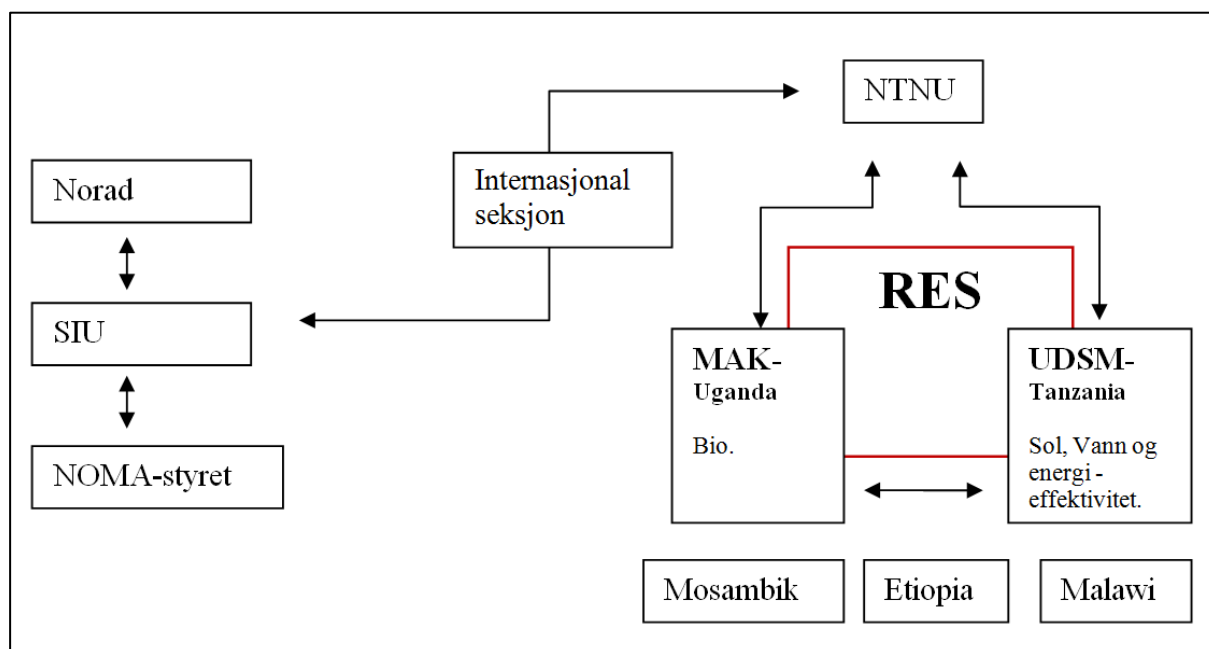 NTNU
Norad
Internasjonal
seksjon
SIU
RES
MAK-
Uganda
Bio.
UDSM-
Tanzania
Sol, Vann og
energi -
effektivitet.
NOMA-styret
Mosambik
Etiopia
Malawi